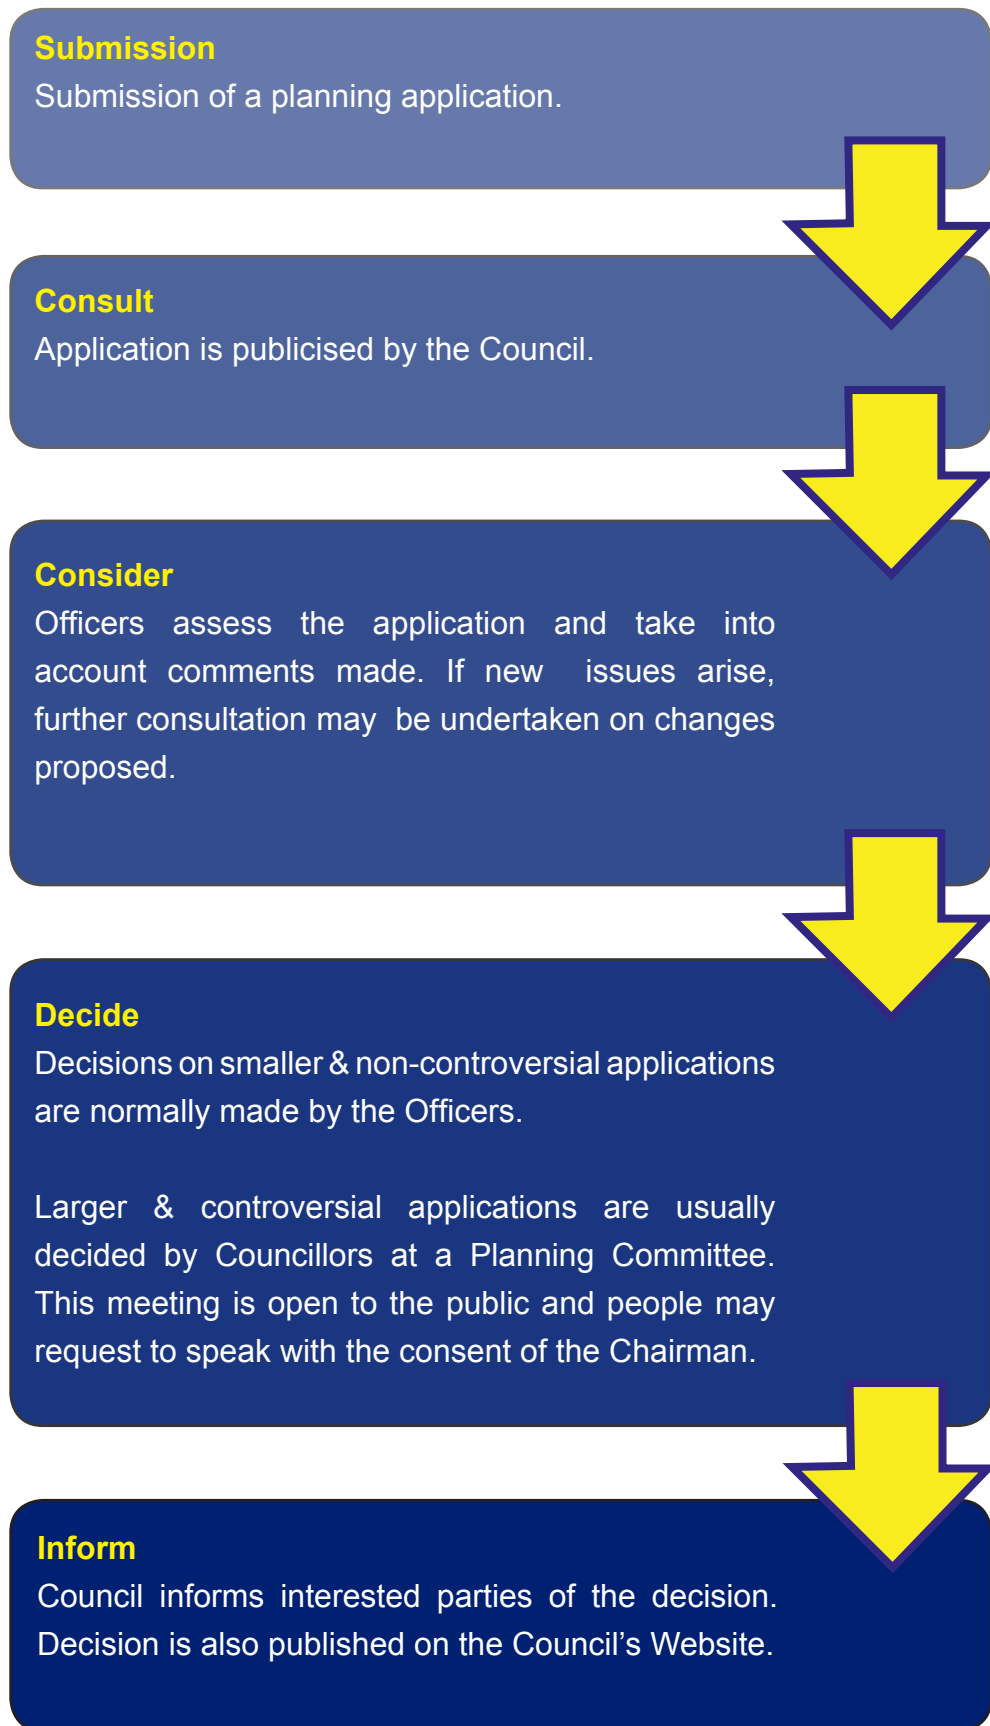 Submission
Submission of a planning application.
Consult
Application is publicised by the Council.
Consider
Officers assess the application and take into
account comments made. If new issues arise,
further consultation may be undertaken on changes
proposed.
Decide
Decisions on smaller & non-controversial applications
are normally made by the Officers.
Larger & controversial applications are usually
decided by Councillors at a Planning Committee.
This meeting is open to the public and people may
request to speak with the consent of the Chairman.
Inform
Council informs interested parties of the decision.
Decision is also published on the Council’s Website.